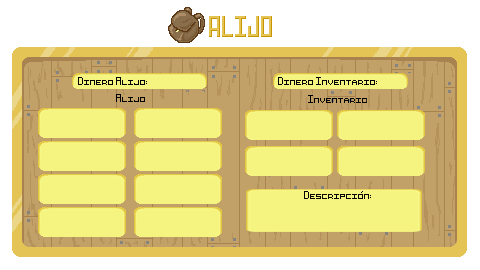 ALIJO
Dinero Alijo:
Alijo
Dinero Inventario:
Inventario
Descripción: